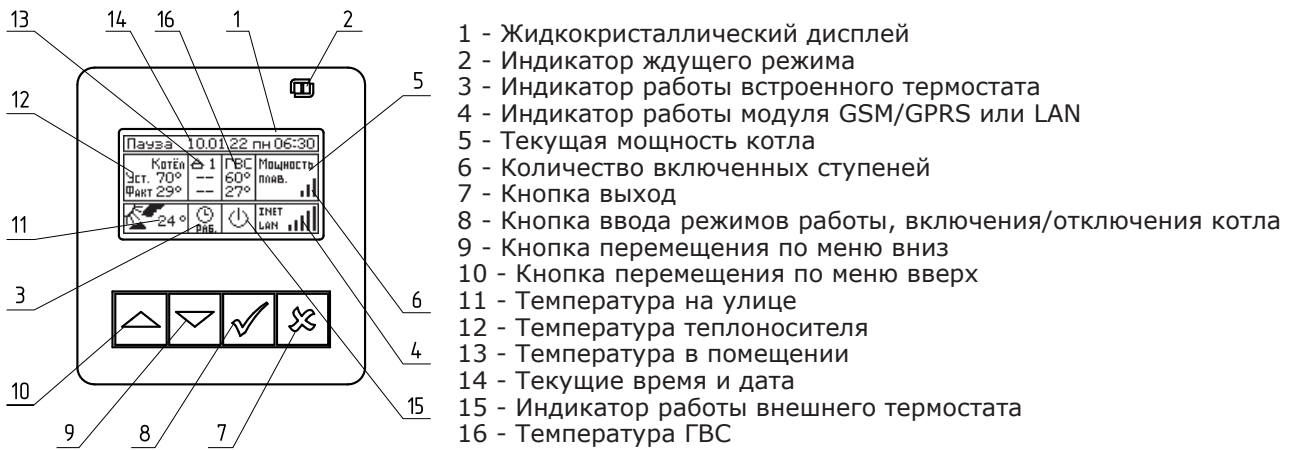 13
14
16
1
2
5
12
11
3
6
4
10
15
9
8
7
Пауза 10.01.22 пн 06:30
Котёл 1 ГВС Мощность
Уст. 70° -- 60° плав.
Факт 29° -- 27°
24° РАБ. INET
LAN
1 - Жидкокристаллический дисплей
2 - Индикатор ждущего режима
3 - Индикатор работы встроенного термостата
4 - Индикатор работы модуля GSM/GPRS или LAN
5 - Текущая мощность котла
6 - Количество включенных ступеней
7 - Кнопка выход
8 - Кнопка ввода режимов работы, включения/отключения котла
9 - Кнопка перемещения по меню вниз
10 - Кнопка перемещения по меню вверх
11 - Температура на улице
12 - Температура теплоносителя
13 - Температура в помещении
14 - Текущие время и дата
15 - Индикатор работы внешнего термостата
16 - Температура ГВС